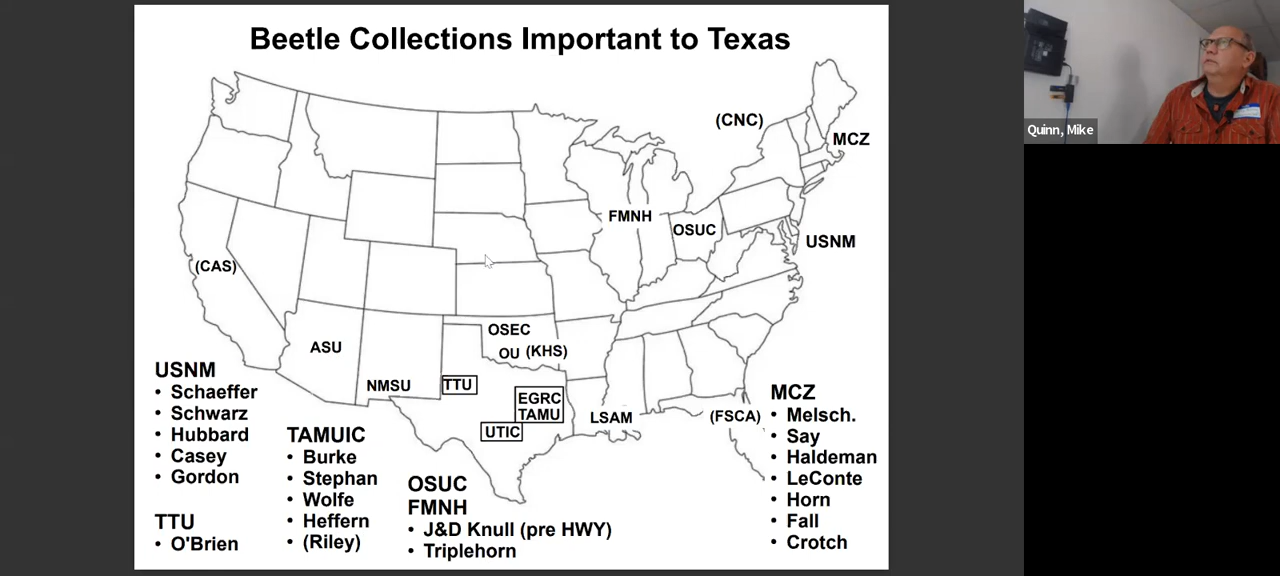 Beetle Collections Important to Texas
(CNC)
MCZ
FMNH
OSUC
USNM
(CAS)
OSEC
OU (KHS)
ASU
NMSU
TTU
EGRC
TAMU
UTIC
LSAM
(FSCA)
USNM
• Schaeffer
• Schwarz
• Hubbard
• Casey
• Gordon
TTU
• O'Brien
TAMUIC
• Burke
• Stephan
• Wolfe
• Heffern
• (Riley)
OSUC
FMNH
• J&D Knull (pre HWY)
• Triplehorn
MCZ
• Melsch.
• Say
• Haldeman
• LeConte
• Horn
• Fall
• Crotch
Quinn, Mike